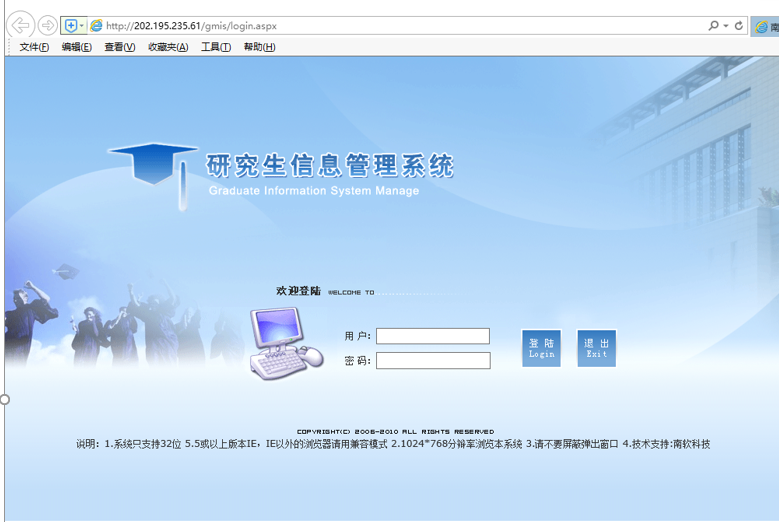 http://202.195.235.61/gmis/login.aspx
南
文件(F) 编辑(E) 查看(V) 收藏夹(A) 工具(T) 帮助(H)
研究生信息管理系统
Graduate Information System Manage
欢迎登陆 WELCOME TO
用 户:
密 码:
登 陆
Login
退 出
Exit
COPYRIGHT(C) 2006-2010 ALL RIGHTS RESERVED
说明: 1.系统只支持32位 5.5或以上版本IE, IE以外的浏览器请用兼容模式 2.1024*768分辩率浏览本系统 3.请不要屏蔽弹出窗口 4.技术支持:南软科技